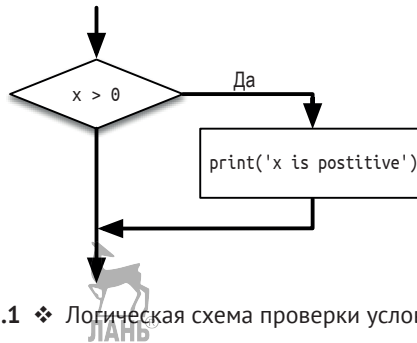 Да
x > 0
print('x is postitive')
.1 ❖ Логическая схема проверки услов
ЛАНЬ®